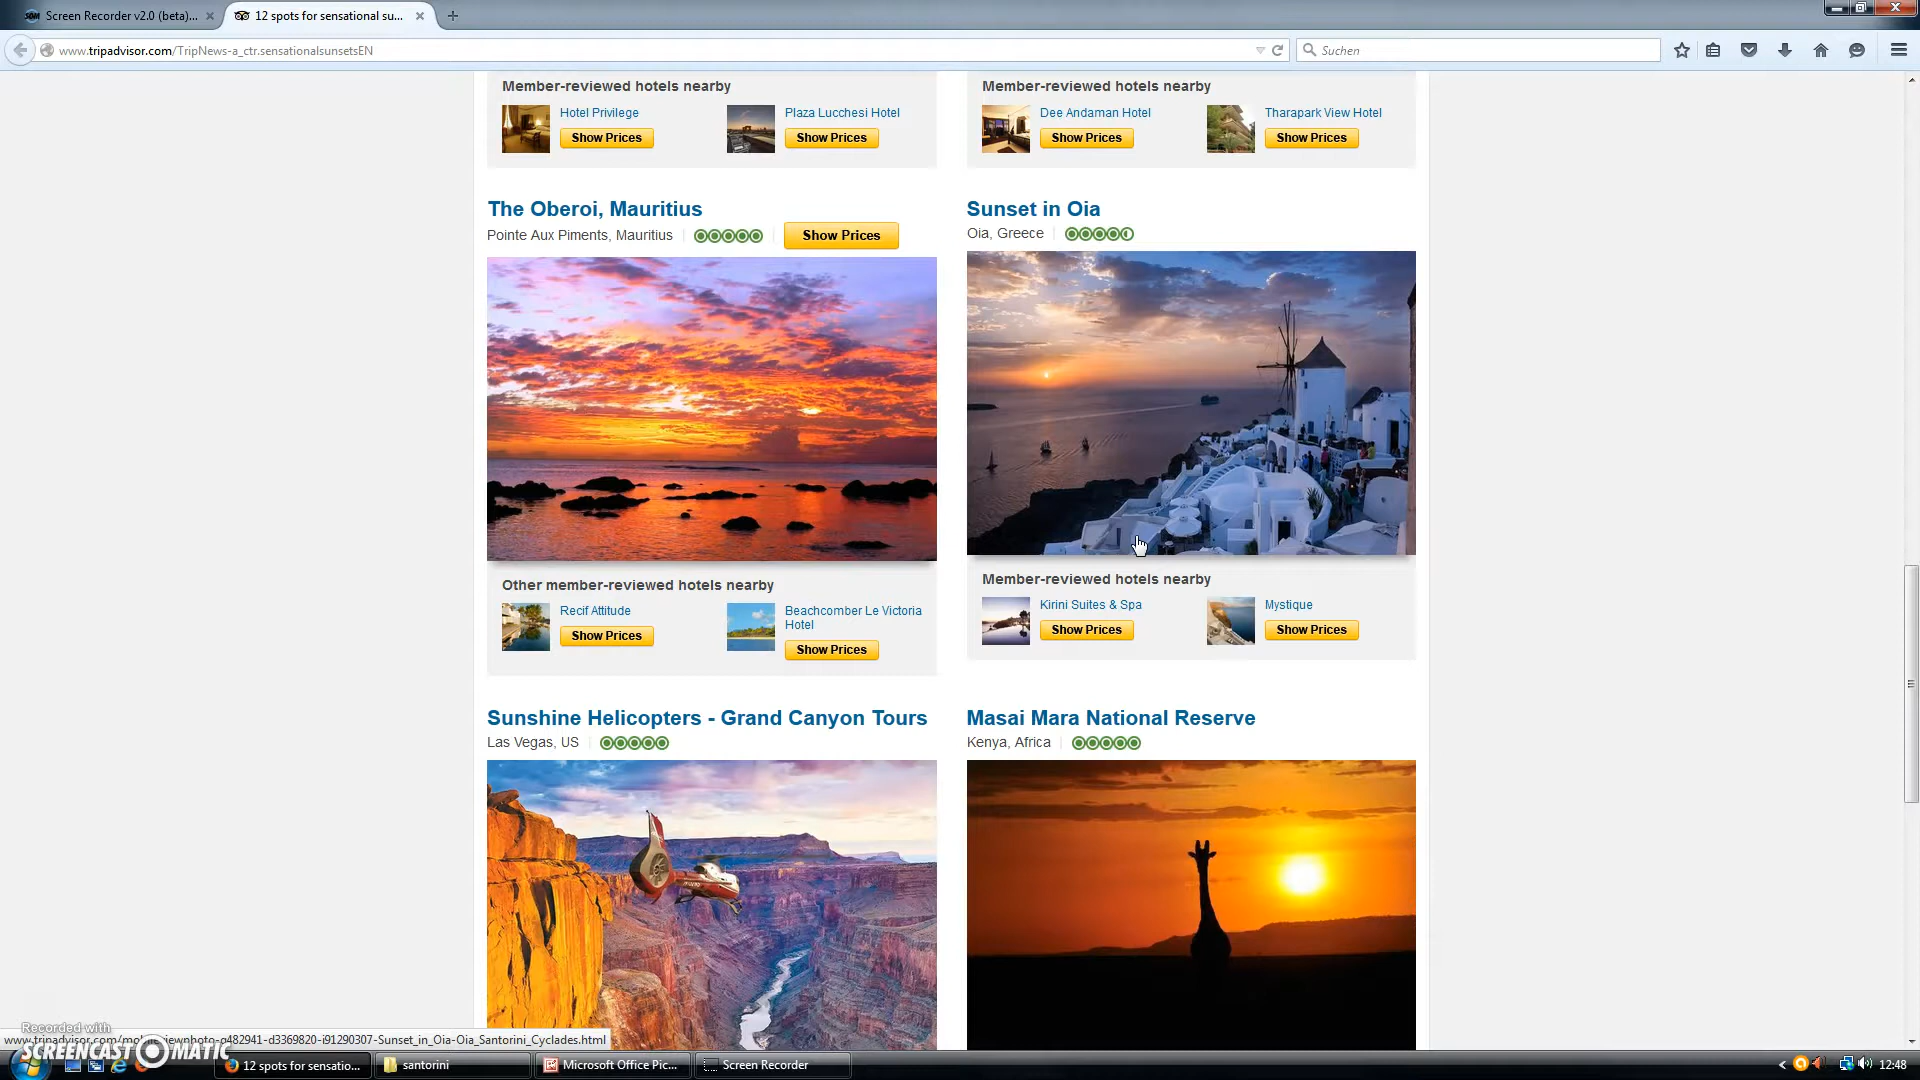 Screen Recorder v2.0 (beta)...
12 spots for sensational su...
www.tripadvisor.com/TripNews-a_ctr.sensationalsunsetsEN
Suchen
Member-reviewed hotels nearby
Hotel Privilege
Show Prices
Plaza Lucchesi Hotel
Show Prices
Member-reviewed hotels nearby
Dee Andaman Hotel
Show Prices
Tharapark View Hotel
Show Prices
The Oberoi, Mauritius
Pointe Aux Piments, Mauritius
Show Prices
Sunset in Oia
Oia, Greece
Other member-reviewed hotels nearby
Recif Attitude
Show Prices
Beachcomber Le Victoria
Hotel
Show Prices
Member-reviewed hotels nearby
Kirini Suites & Spa
Show Prices
Mystique
Show Prices
Sunshine Helicopters - Grand Canyon Tours
Las Vegas, US
Masai Mara National Reserve
Kenya, Africa
Recorded with
SCREENCAST-O-MATIC
12 spots for sensatio...
santorini
Microsoft Office Pic...
Screen Recorder
12:48